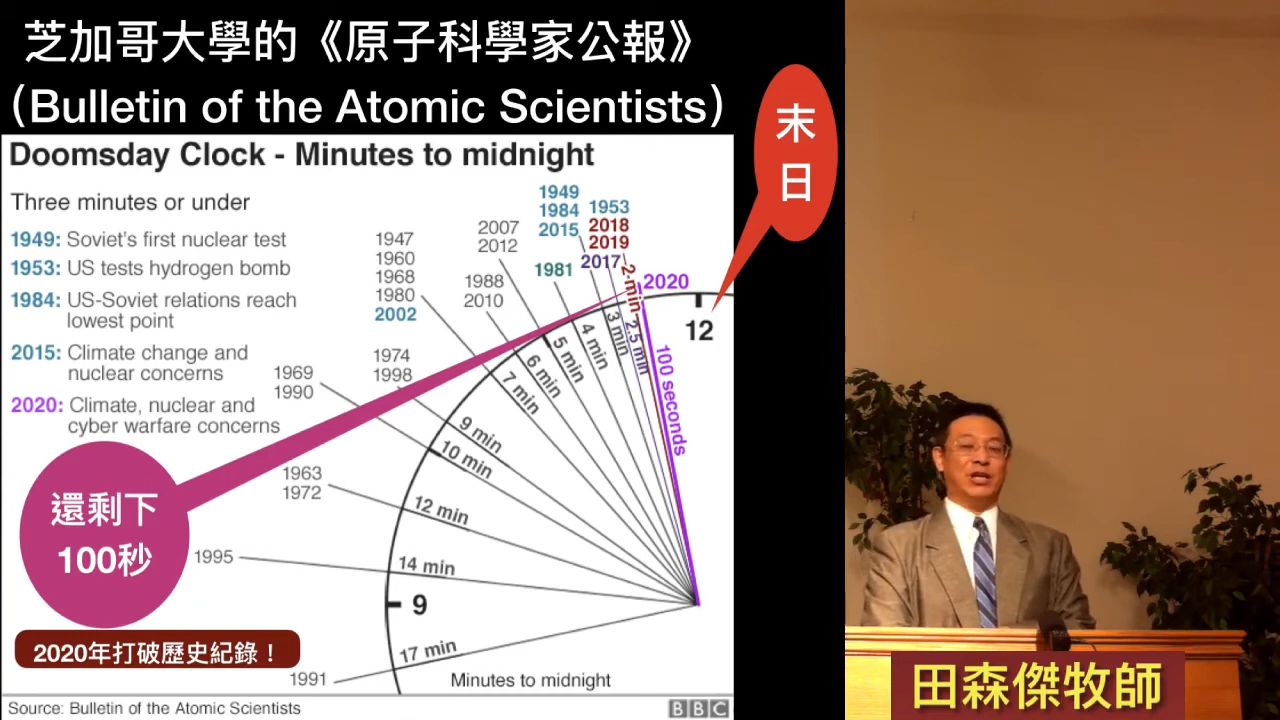 芝加哥大學的《原子科學家公報》
(Bulletin of the Atomic Scientists)
末日
Doomsday Clock - Minutes to midnight
Three minutes or under
1949: Soviet's first nuclear test
1953: US tests hydrogen bomb
1984: US-Soviet relations reach
lowest point
2015: Climate change and
nuclear concerns
2020: Climate, nuclear and
cyber warfare concerns
1947
1960
1968
1980
2002
1974
1998
1969
1990
1963
1972
1995
1991
2007
2012
1988
2010
1981
1949
1984
2015
1953
2018
2019
2017
2020
12
2 min
2.5 min
3 min
4 min
5 min
6 min
7 min
9 min
10 min
12 min
14 min
17 min
100 seconds
9
還剩下
100秒
2020年打破歷史紀錄！
Minutes to midnight
Source: Bulletin of the Atomic Scientists
BBC
田森傑牧師